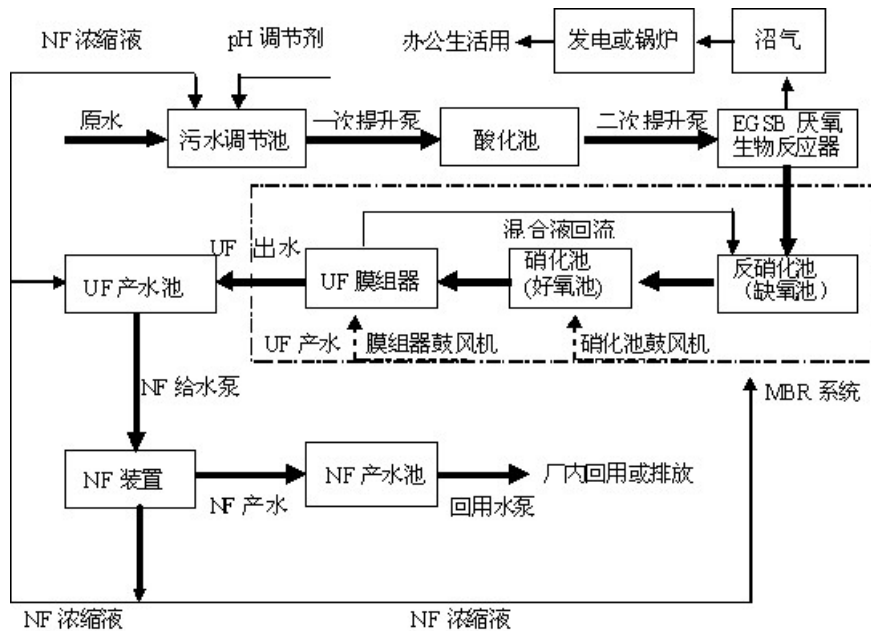 NF 浓缩液
pH 调节剂
办公生活用
发电或锅炉
沼气
原水
污水调节池
一次提升泵
酸化池
二次提升泵
EGSB 厌氧
生物反应器
混合液回流
UF 出水
UF 产水池
UF 膜组器
硝化池
(好氧池)
反硝化池
（缺氧池）
UF 产水
膜组器鼓风机
硝化池鼓风机
NF 给水泵
MBR 系统
NF 装置
NF 产水
NF 产水池
回用水泵
厂内回用或排放
NF 浓缩液
NF 浓缩液